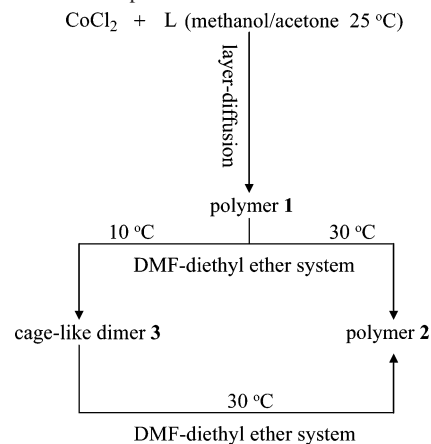 CoCl₂ + L (methanol/acetone 25 °C)
layer-diffusion
polymer 1
10 °C 30 °C
DMF-diethyl ether system
cage-like dimer 3 polymer 2
30 °C
DMF-diethyl ether system